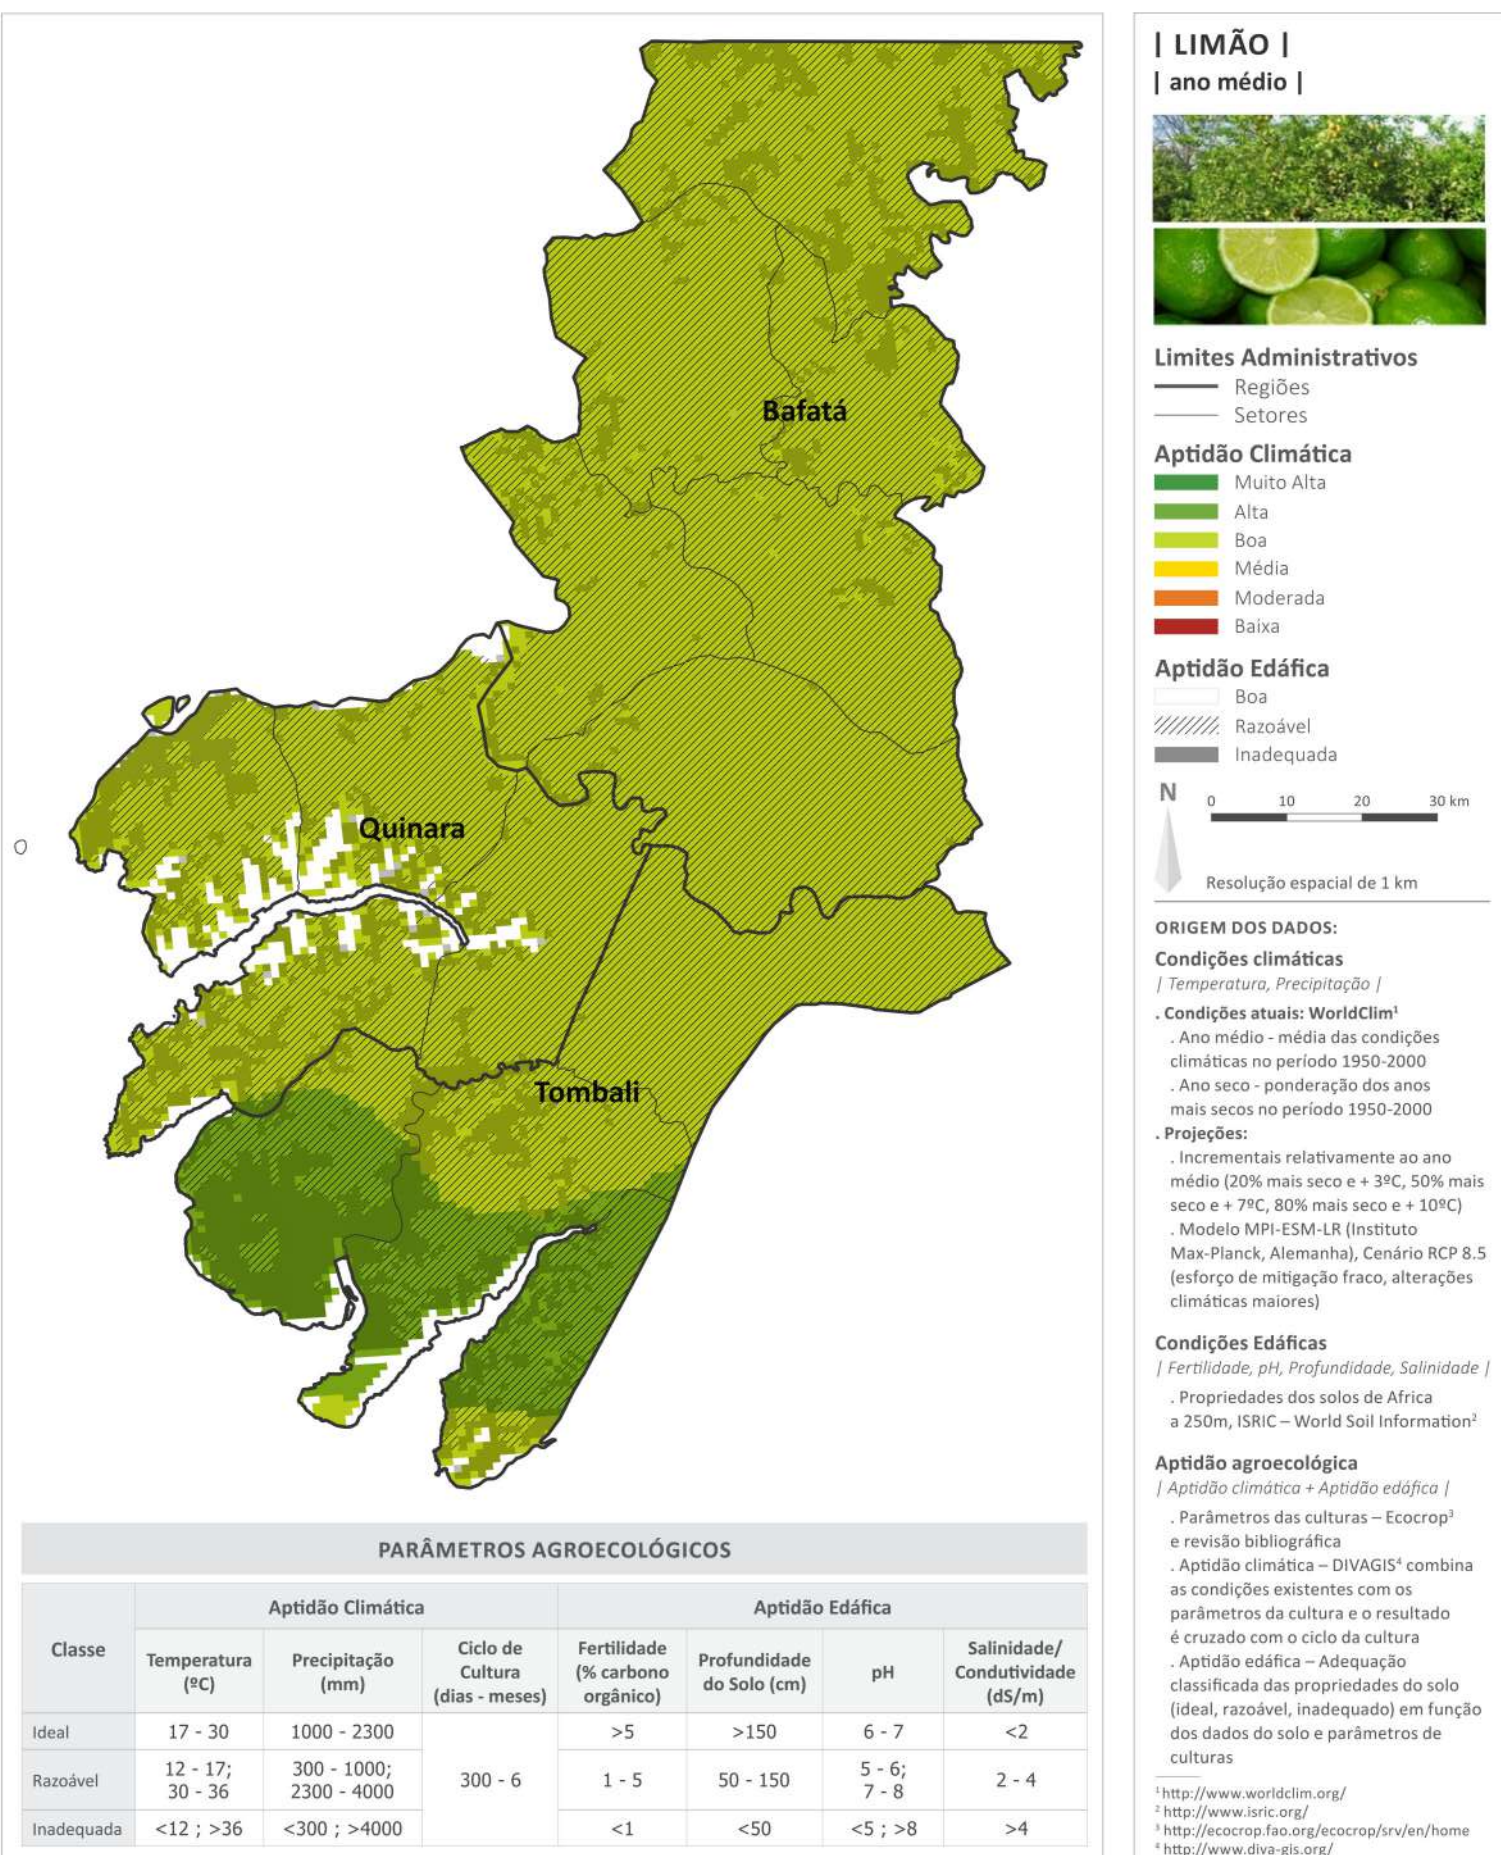 | LIMÃO |
| ano médio |
Limites Administrativos
Regiões
Setores
Aptidão Climática
Muito Alta
Alta
Boa
Média
Moderada
Baixa
Aptidão Edáfica
Boa
Razoável
Inadequada
N
0 10 20 30 km
Resolução espacial de 1 km
Bafatá
Quinara
Tombali
ORIGEM DOS DADOS:
Condições climáticas
| Temperatura, Precipitação |
. Condições atuais: WorldClim¹
. Ano médio - média das condições
climáticas no período 1950-2000
. Ano seco - ponderação dos anos
mais secos no período 1950-2000
. Projeções:
. Incrementais relativamente ao ano
médio (20% mais seco e + 3ºC, 50% mais
seco e + 7ºC, 80% mais seco e + 10ºC)
. Modelo MPI-ESM-LR (Instituto
Max-Planck, Alemanha), Cenário RCP 8.5
(esforço de mitigação fraco, alterações
climáticas maiores)
Condições Edáficas
| Fertilidade, pH, Profundidade, Salinidade |
. Propriedades dos solos de Africa
a 250m, ISRIC – World Soil Information²
Aptidão agroecológica
| Aptidão climática + Aptidão edáfica |
. Parâmetros das culturas – Ecocrop³
e revisão bibliográfica
. Aptidão climática – DIVAGIS⁴ combina
as condições existentes com os
parâmetros da cultura e o resultado
é cruzado com o ciclo da cultura
. Aptidão edáfica – Adequação
classificada das propriedades do solo
(ideal, razoável, inadequado) em função
dos dados do solo e parâmetros de
culturas
¹ http://www.worldclim.org/
² http://www.isric.org/
³ http://ecocrop.fao.org/ecocrop/srv/en/home
⁴ http://www.diva-gis.org/
PARÂMETROS AGROECOLÓGICOS
Classe
Aptidão Climática
Aptidão Edáfica
Temperatura
(ºC)
Precipitação
(mm)
Ciclo de
Cultura
(dias - meses)
Fertilidade
(% carbono
orgânico)
Profundidade
do Solo (cm)
pH
Salinidade/
Condutividade
(dS/m)
Ideal 17 - 30 1000 - 2300 >5 >150 6 - 7 <2
Razoável 12 - 17; 300 - 1000; 300 - 6 1 - 5 50 - 150 5 - 6; 2 - 4
30 - 36 2300 - 4000 7 - 8
Inadequada <12 ; >36 <300 ; >4000 <1 <50 <5 ; >8 >4